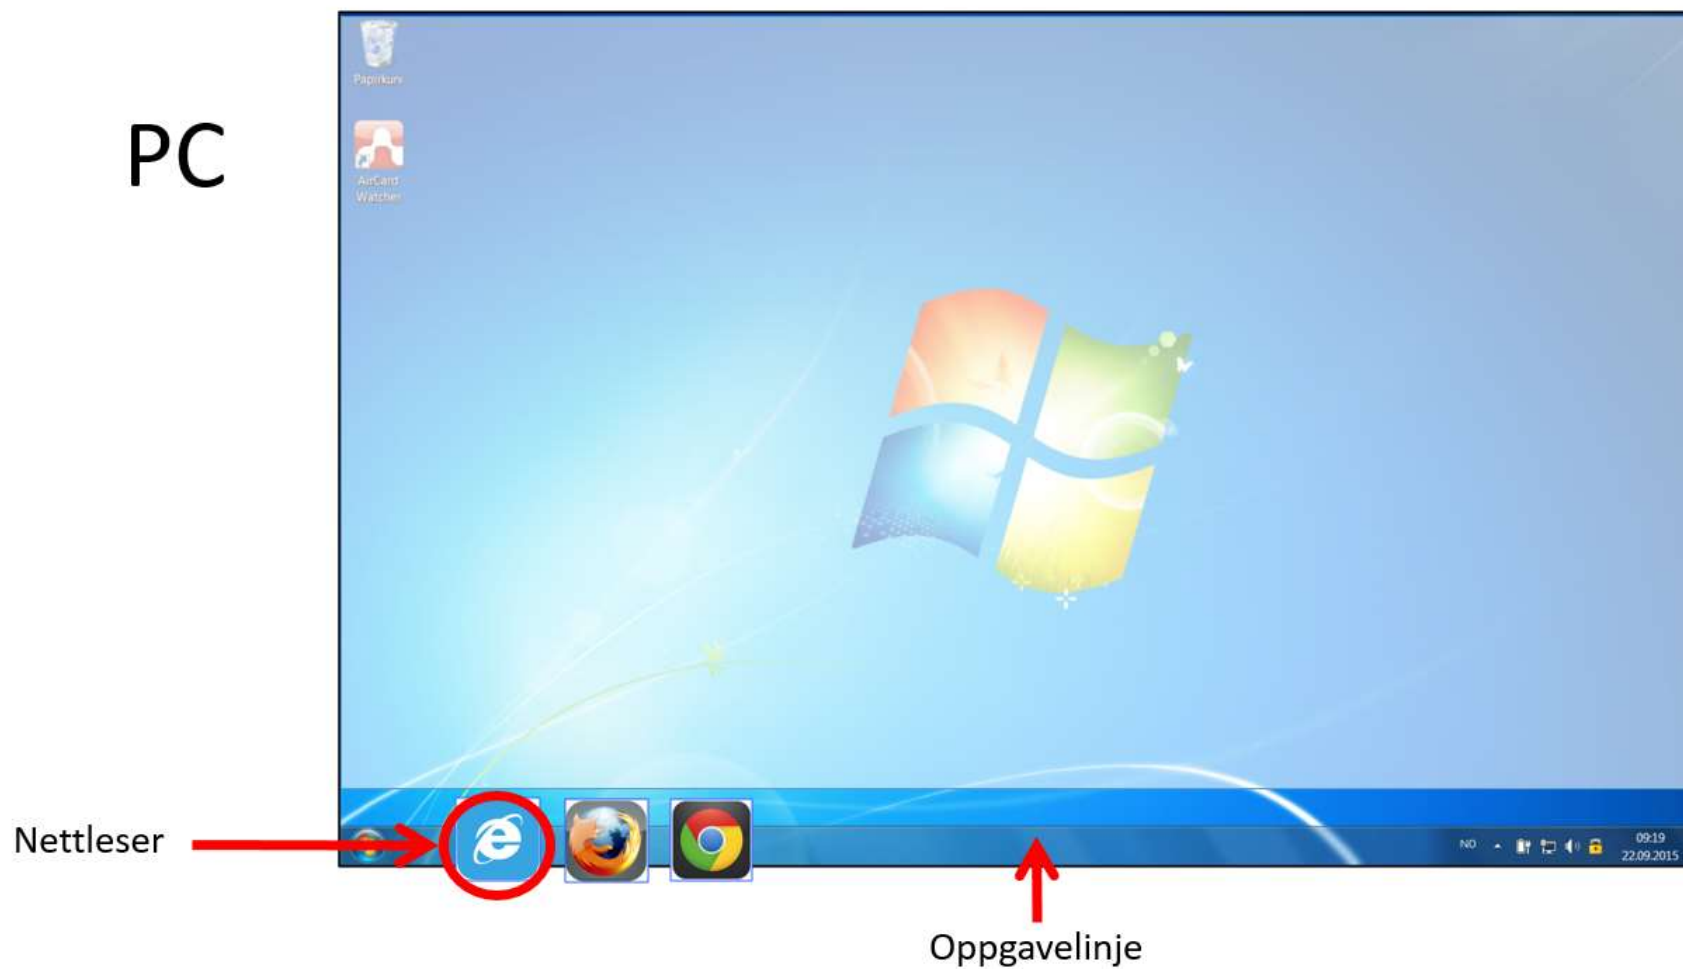 PC
Papirkurv
AirCard
Watcher
Nettleser
NO
09:19
22.09.2015
Oppgavelinje